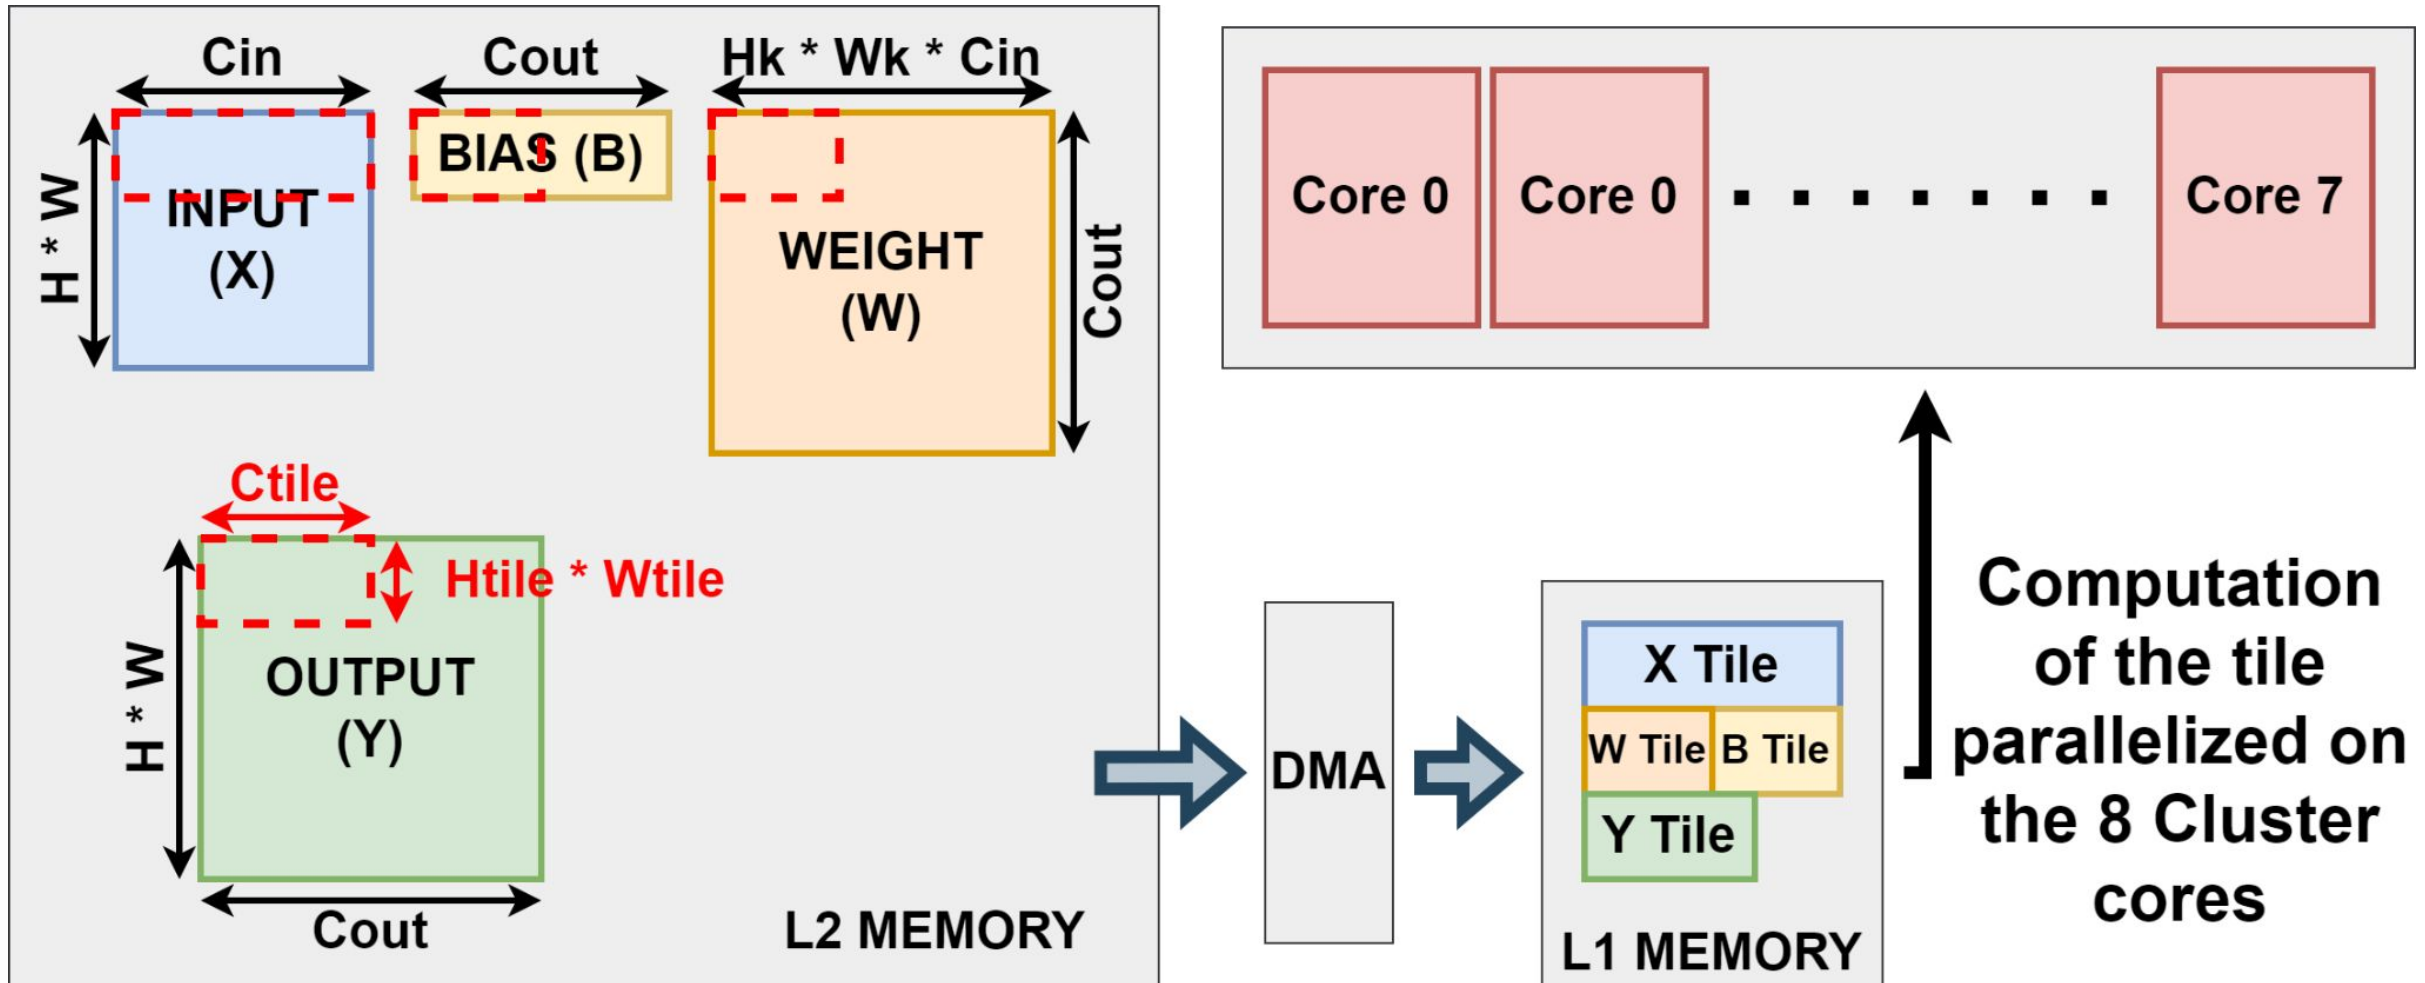 Cin
Cout
Hk * Wk * Cin
H * W
INPUT
(X)
BIAS (B)
WEIGHT
(W)
Cout
Core 0
Core 0
Core 7
Ctile
Htile * Wtile
H * W
OUTPUT
(Y)
Cout
L2 MEMORY
DMA
X Tile
W Tile
B Tile
Y Tile
L1 MEMORY
Computation
of the tile
parallelized on
the 8 Cluster
cores